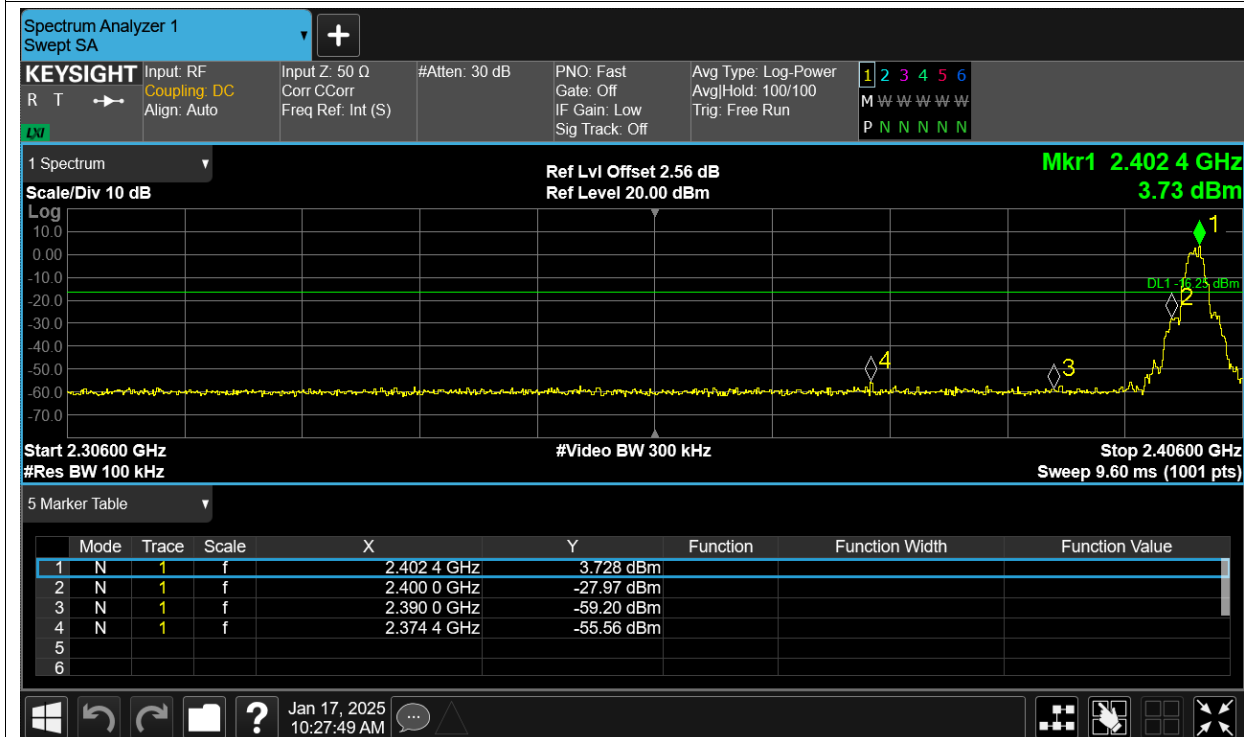 Spectrum Analyzer 1
Swept SA
+
KEYSIGHT
R T
LXI
Input: RF
Coupling: DC
Align: Auto
Input Z: 50 Ω
Corr CCorr
Freq Ref: Int (S)
#Atten: 30 dB
PNO: Fast
Gate: Off
IF Gain: Low
Sig Track: Off
Avg Type: Log-Power
Avg|Hold: 100/100
Trig: Free Run
1 2 3 4 5 6
M W W W W W
P N N N N N
1 Spectrum
Scale/Div 10 dB
Ref Lvl Offset 2.56 dB
Ref Level 20.00 dBm
Mkr1 2.402 4 GHz
3.73 dBm
Log
10.0
0.00
-10.0
-20.0
-30.0
-40.0
-50.0
-60.0
-70.0
1
DL1 -16.25 dBm
2
4
3
Start 2.30600 GHz
#Res BW 100 kHz
#Video BW 300 kHz
Stop 2.40600 GHz
Sweep 9.60 ms (1001 pts)
5 Marker Table
Mode Trace Scale X Y Function Function Width Function Value
1 N 1 f 2.402 4 GHz 3.728 dBm
2 N 1 f 2.400 0 GHz -27.97 dBm
3 N 1 f 2.390 0 GHz -59.20 dBm
4 N 1 f 2.374 4 GHz -55.56 dBm
5
6
?
Jan 17, 2025
10:27:49 AM